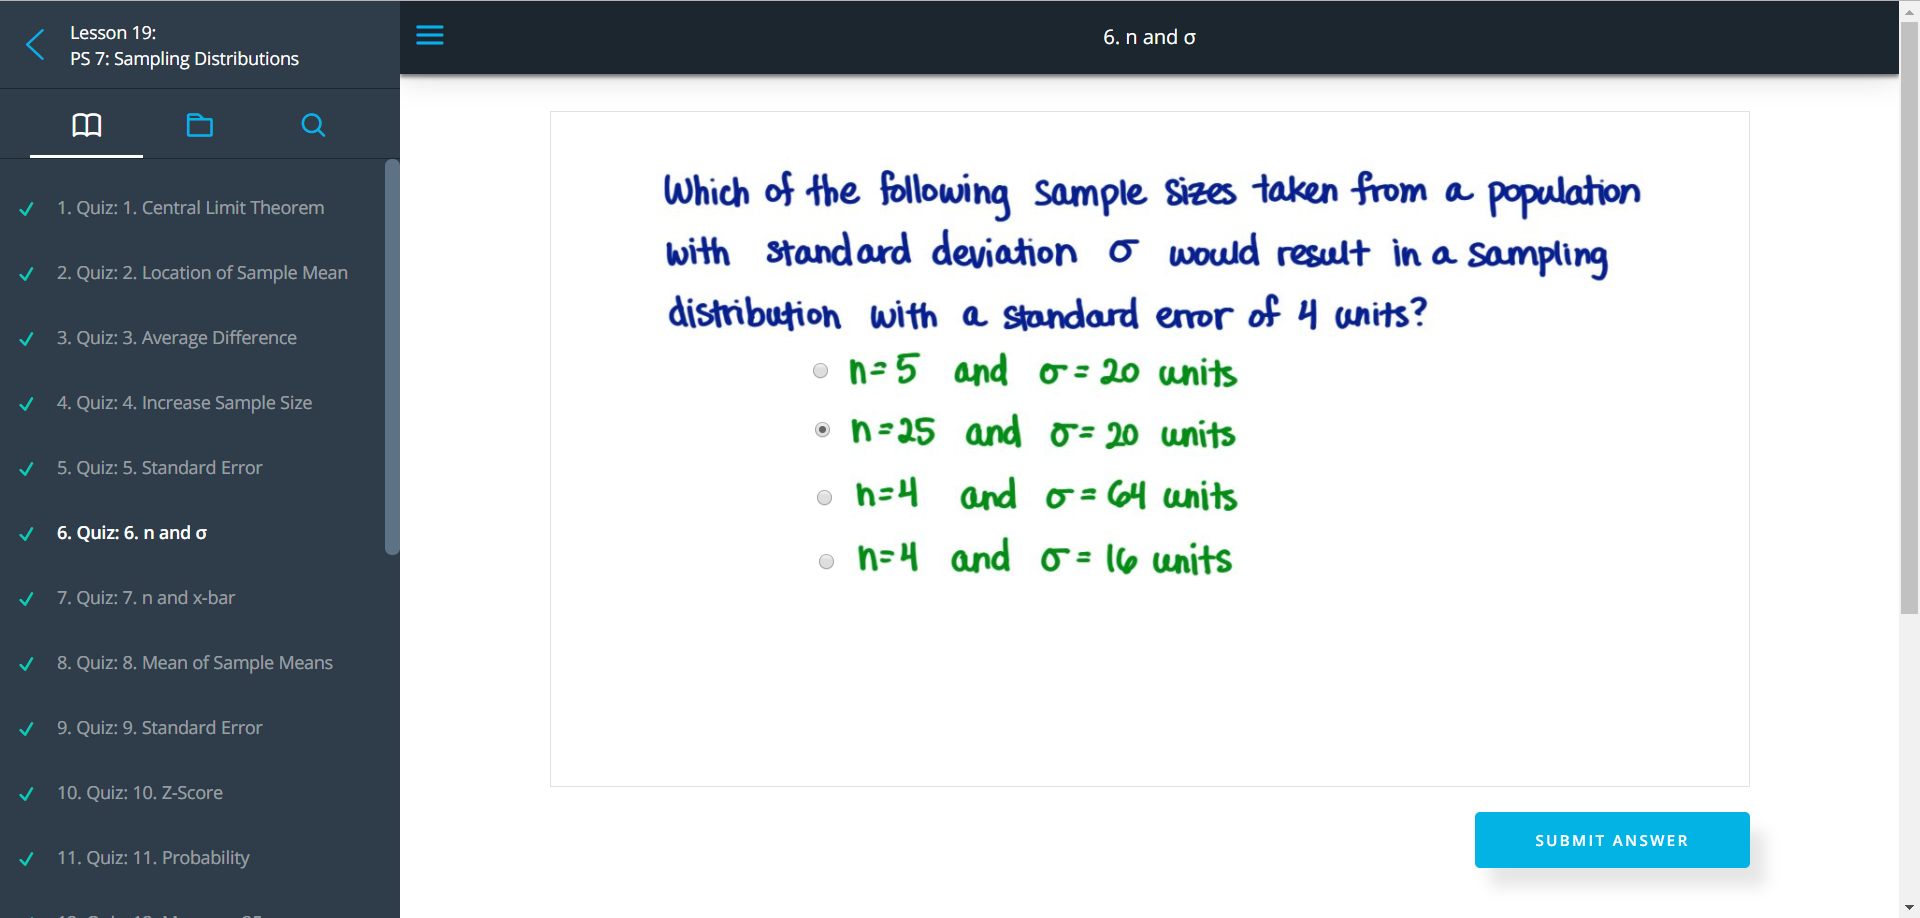 Lesson 19:
PS 7: Sampling Distributions
1. Quiz: 1. Central Limit Theorem
2. Quiz: 2. Location of Sample Mean
3. Quiz: 3. Average Difference
4. Quiz: 4. Increase Sample Size
5. Quiz: 5. Standard Error
6. Quiz: 6. n and σ
7. Quiz: 7. n and x-bar
8. Quiz: 8. Mean of Sample Means
9. Quiz: 9. Standard Error
10. Quiz: 10. Z-Score
11. Quiz: 11. Probability
6. n and σ
Which of the following sample sizes taken from a population
with standard deviation σ would result in a sampling
distribution with a standard error of 4 units?
n=5 and σ = 20 units
n=25 and σ= 20 units
n=4 and σ = 64 units
n=4 and σ = 16 units
SUBMIT ANSWER